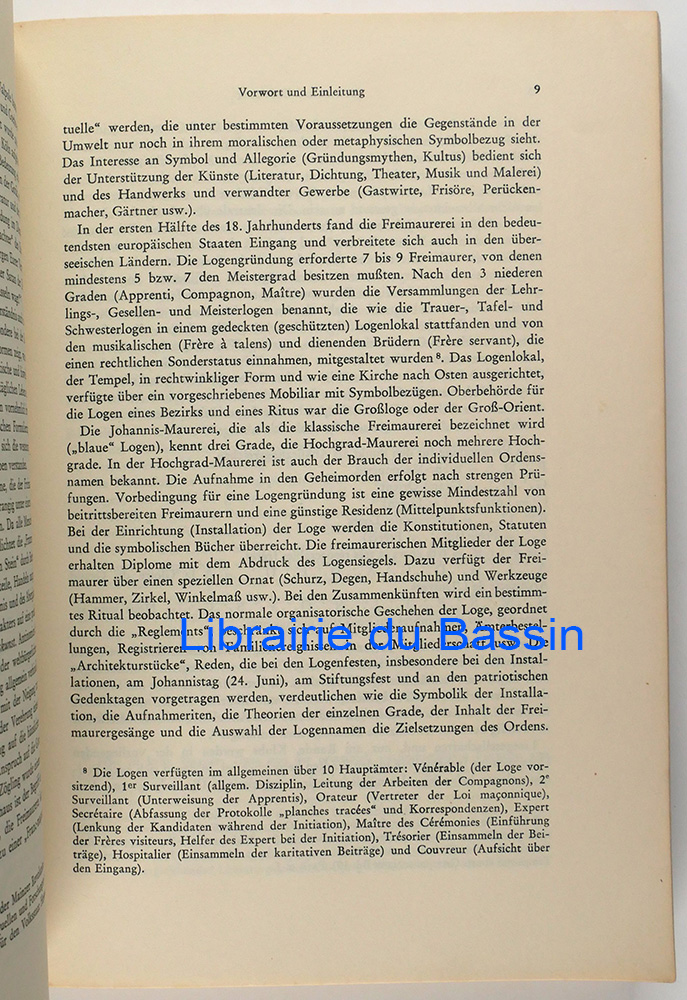 Vorwort und Einleitung 9
tuelle“ werden, die unter bestimmten Voraussetzungen die Gegenstände in der
Umwelt nur noch in ihrem moralischen oder metaphysischen Symbolbezug sieht.
Das Interesse an Symbol und Allegorie (Gründungsmythen, Kultus) bedient sich
der Unterstützung der Künste (Literatur, Dichtung, Theater, Musik und Malerei)
und des Handwerks und verwandter Gewerbe (Gastwirte, Frisöre, Perücken-
macher, Gärtner usw.).
In der ersten Hälfte des 18. Jahrhunderts fand die Freimaurerei in den bedeu-
tendsten europäischen Staaten Eingang und verbreitete sich auch in den über-
seeischen Ländern. Die Logengründung erforderte 7 bis 9 Freimaurer, von denen
mindestens 5 bzw. 7 den Meistergrad besitzen mußten. Nach den 3 niederen
Graden (Apprenti, Compagnon, Maître) wurden die Versammlungen der Lehr-
lings-, Gesellen- und Meisterlogen benannt, die wie die Trauer-, Tafel- und
Schwesterlogen in einem gedeckten (geschützten) Logenlokal stattfanden und von
den musikalischen (Frère à talens) und dienenden Brüdern (Frère servant), die
einen rechtlichen Sonderstatus einnahmen, mitgestaltet wurden ⁸. Das Logenlokal,
der Tempel, in rechtwinkliger Form und wie eine Kirche nach Osten ausgerichtet,
verfügte über ein vorgeschriebenes Mobiliar mit Symbolbezügen. Oberbehörde für
die Logen eines Bezirks und eines Ritus war die Großloge oder der Groß-Orient.
Die Johannis-Maurerei, die als die klassische Freimaurerei bezeichnet wird
(„blaue“ Logen), kennt drei Grade, die Hochgrad-Maurerei noch mehrere Hoch-
grade. In der Hochgrad-Maurerei ist auch der Brauch der individuellen Ordens-
namen bekannt. Die Aufnahme in den Geheimorden erfolgt nach strengen Prü-
fungen. Vorbedingung für eine Logengründung ist eine gewisse Mindestzahl von
beitrittsbereiten Freimaurern und eine günstige Residenz (Mittelpunktsfunktionen).
Bei der Einrichtung (Installation) der Loge werden die Konstitutionen, Statuten
und die symbolischen Bücher überreicht. Die freimaurerischen Mitglieder der Loge
erhalten Diplome mit dem Abdruck des Logensiegels. Dazu verfügt der Frei-
maurer über einen speziellen Ornat (Schurz, Degen, Handschuhe) und Werkzeuge
(Hammer, Zirkel, Winkelmaß usw.). Bei den Zusammenkünften wird ein bestimm-
tes Ritual beobachtet. Das normale organisatorische Geschehen der Loge, geordnet
durch die „Reglements“, beschränkt sich auf Mitgliederaufnahmen, Ämterbestel-
lungen, Registrieren von Familienereignissen in der Mitgliederschaft usw. Die
„Architekturstücke“, Reden, die bei den Logenfesten, insbesondere bei den Instal-
lationen, am Johannistag (24. Juni), am Stiftungsfest und an den patriotischen
Gedenktagen vorgetragen werden, verdeutlichen wie die Symbolik der Installa-
tion, die Aufnahmeriten, die Theorien der einzelnen Grade, der Inhalt der Frei-
maurergesänge und die Auswahl der Logennamen die Zielsetzungen des Ordens.
⁸ Die Logen verfügten im allgemeinen über 10 Hauptämter: Vénérable (der Loge vor-
sitzend), 1er Surveillant (allgem. Disziplin, Leitung der Arbeiten der Compagnons), 2e
Surveillant (Unterweisung der Apprentis), Orateur (Vertreter der Loi maçonnique),
Secrétaire (Abfassung der Protokolle „planches tracées“ und Korrespondenzen), Expert
(Lenkung der Kandidaten während der Initiation), Maître des Cérémonies (Einführung
der Frères visiteurs, Helfer des Expert bei der Initiation), Trésorier (Einsammeln der Bei-
träge), Hospitalier (Einsammeln der karitativen Beiträge) und Couvreur (Aufsicht über
den Eingang).
Librairie du Bassin